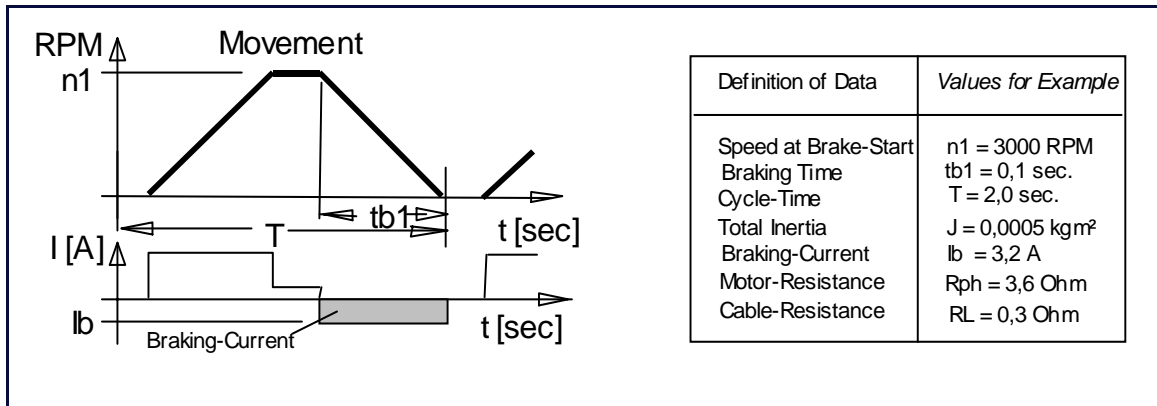 RPM
Movement
n1
tb1
T
t [sec]
I [A]
Ib
Braking-Current
t [sec]
Definition of Data Values for Example
Speed at Brake-Start n1 = 3000 RPM
Braking Time tb1 = 0,1 sec.
Cycle-Time T = 2,0 sec.
Total Inertia J = 0,0005 kgm²
Braking-Current Ib = 3,2 A
Motor-Resistance Rph = 3,6 Ohm
Cable-Resistance RL = 0,3 Ohm